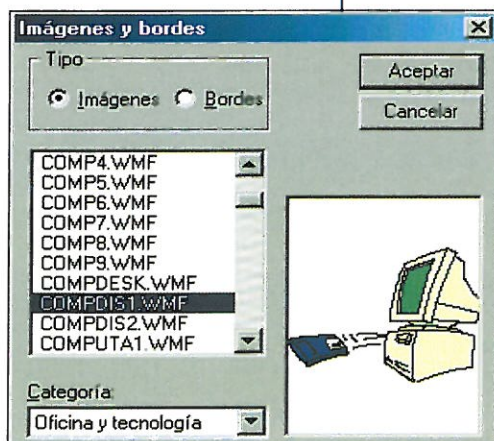 Imágenes y bordes
Tipo
Imágenes
Bordes
Aceptar
Cancelar
COMP4.WMF
COMP5.WMF
COMP6.WMF
COMP7.WMF
COMP8.WMF
COMP9.WMF
COMPDESK.WMF
COMPDIS1.WMF
COMPDIS2.WMF
COMPUTA1.WMF
Categoría:
Oficina y tecnología